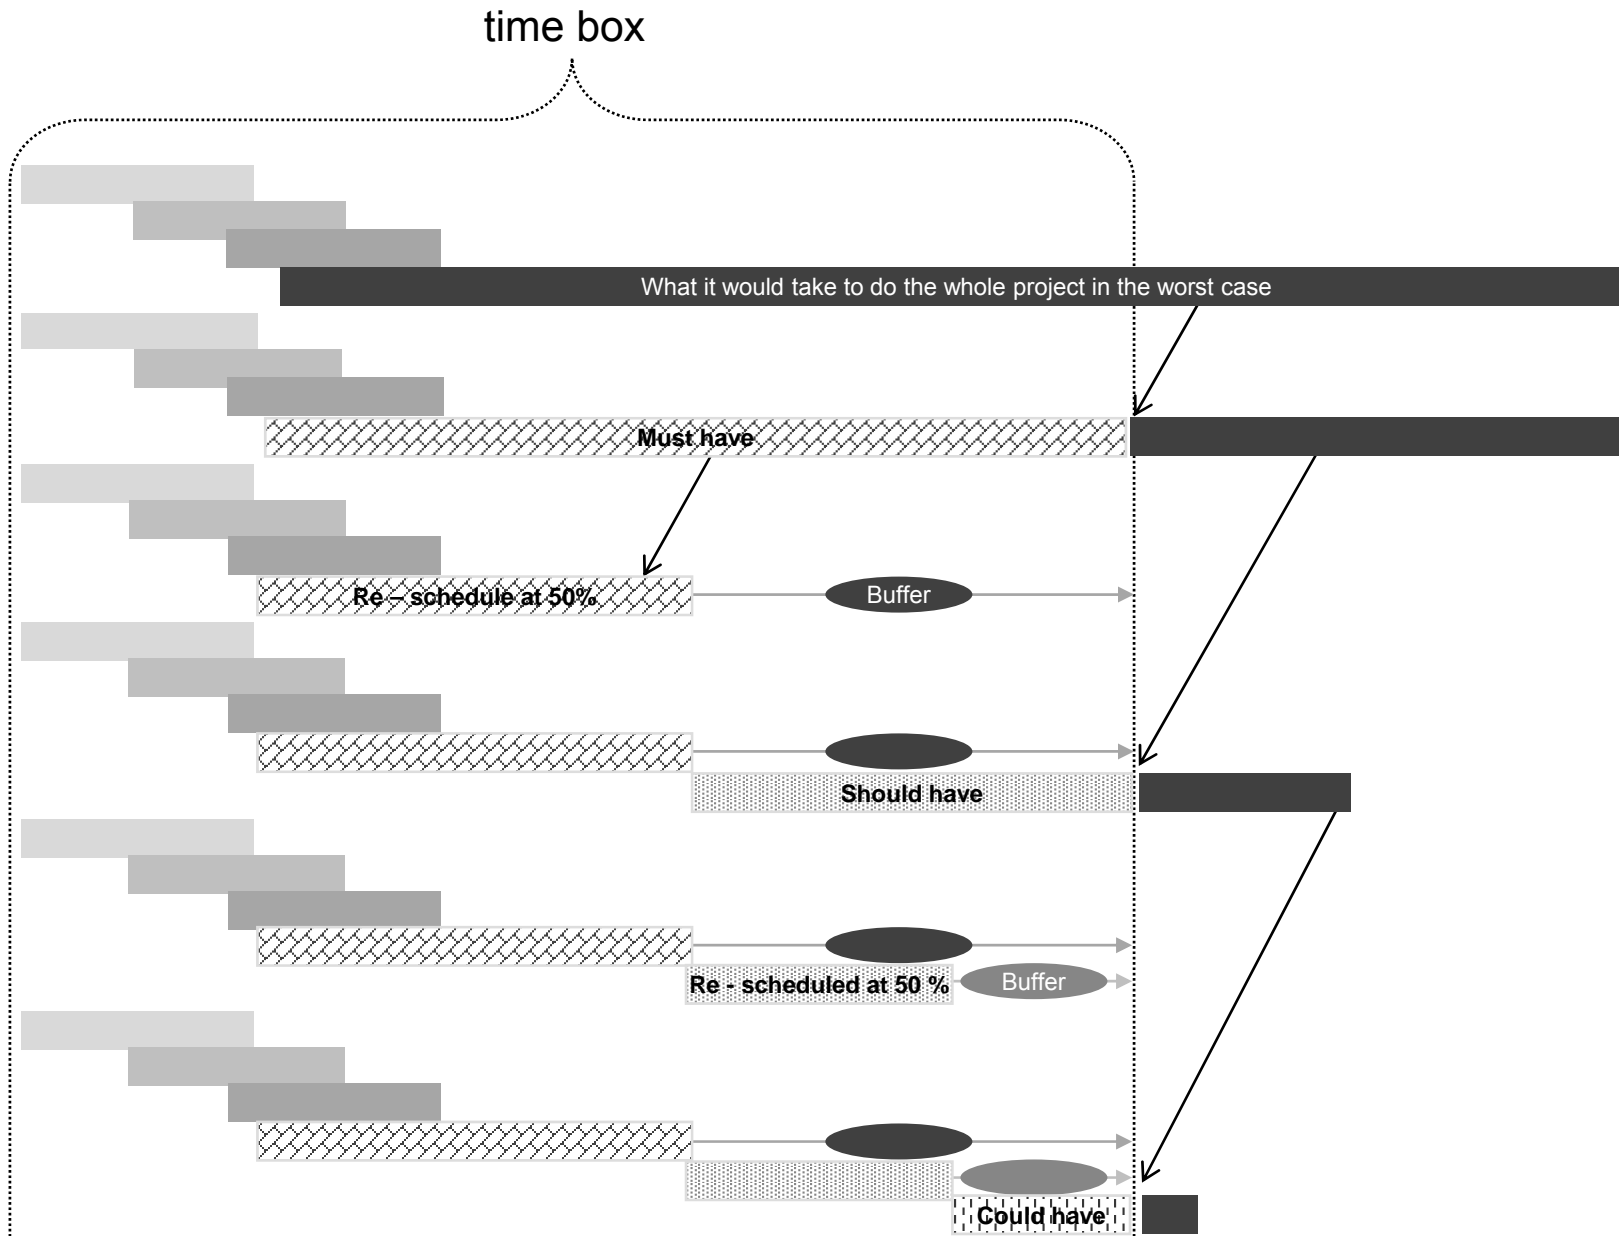 time box
What it would take to do the whole project in the worst case
Must have
Re – schedule at 50%
Buffer
Should have
Re - scheduled at 50 %
Buffer
Could have